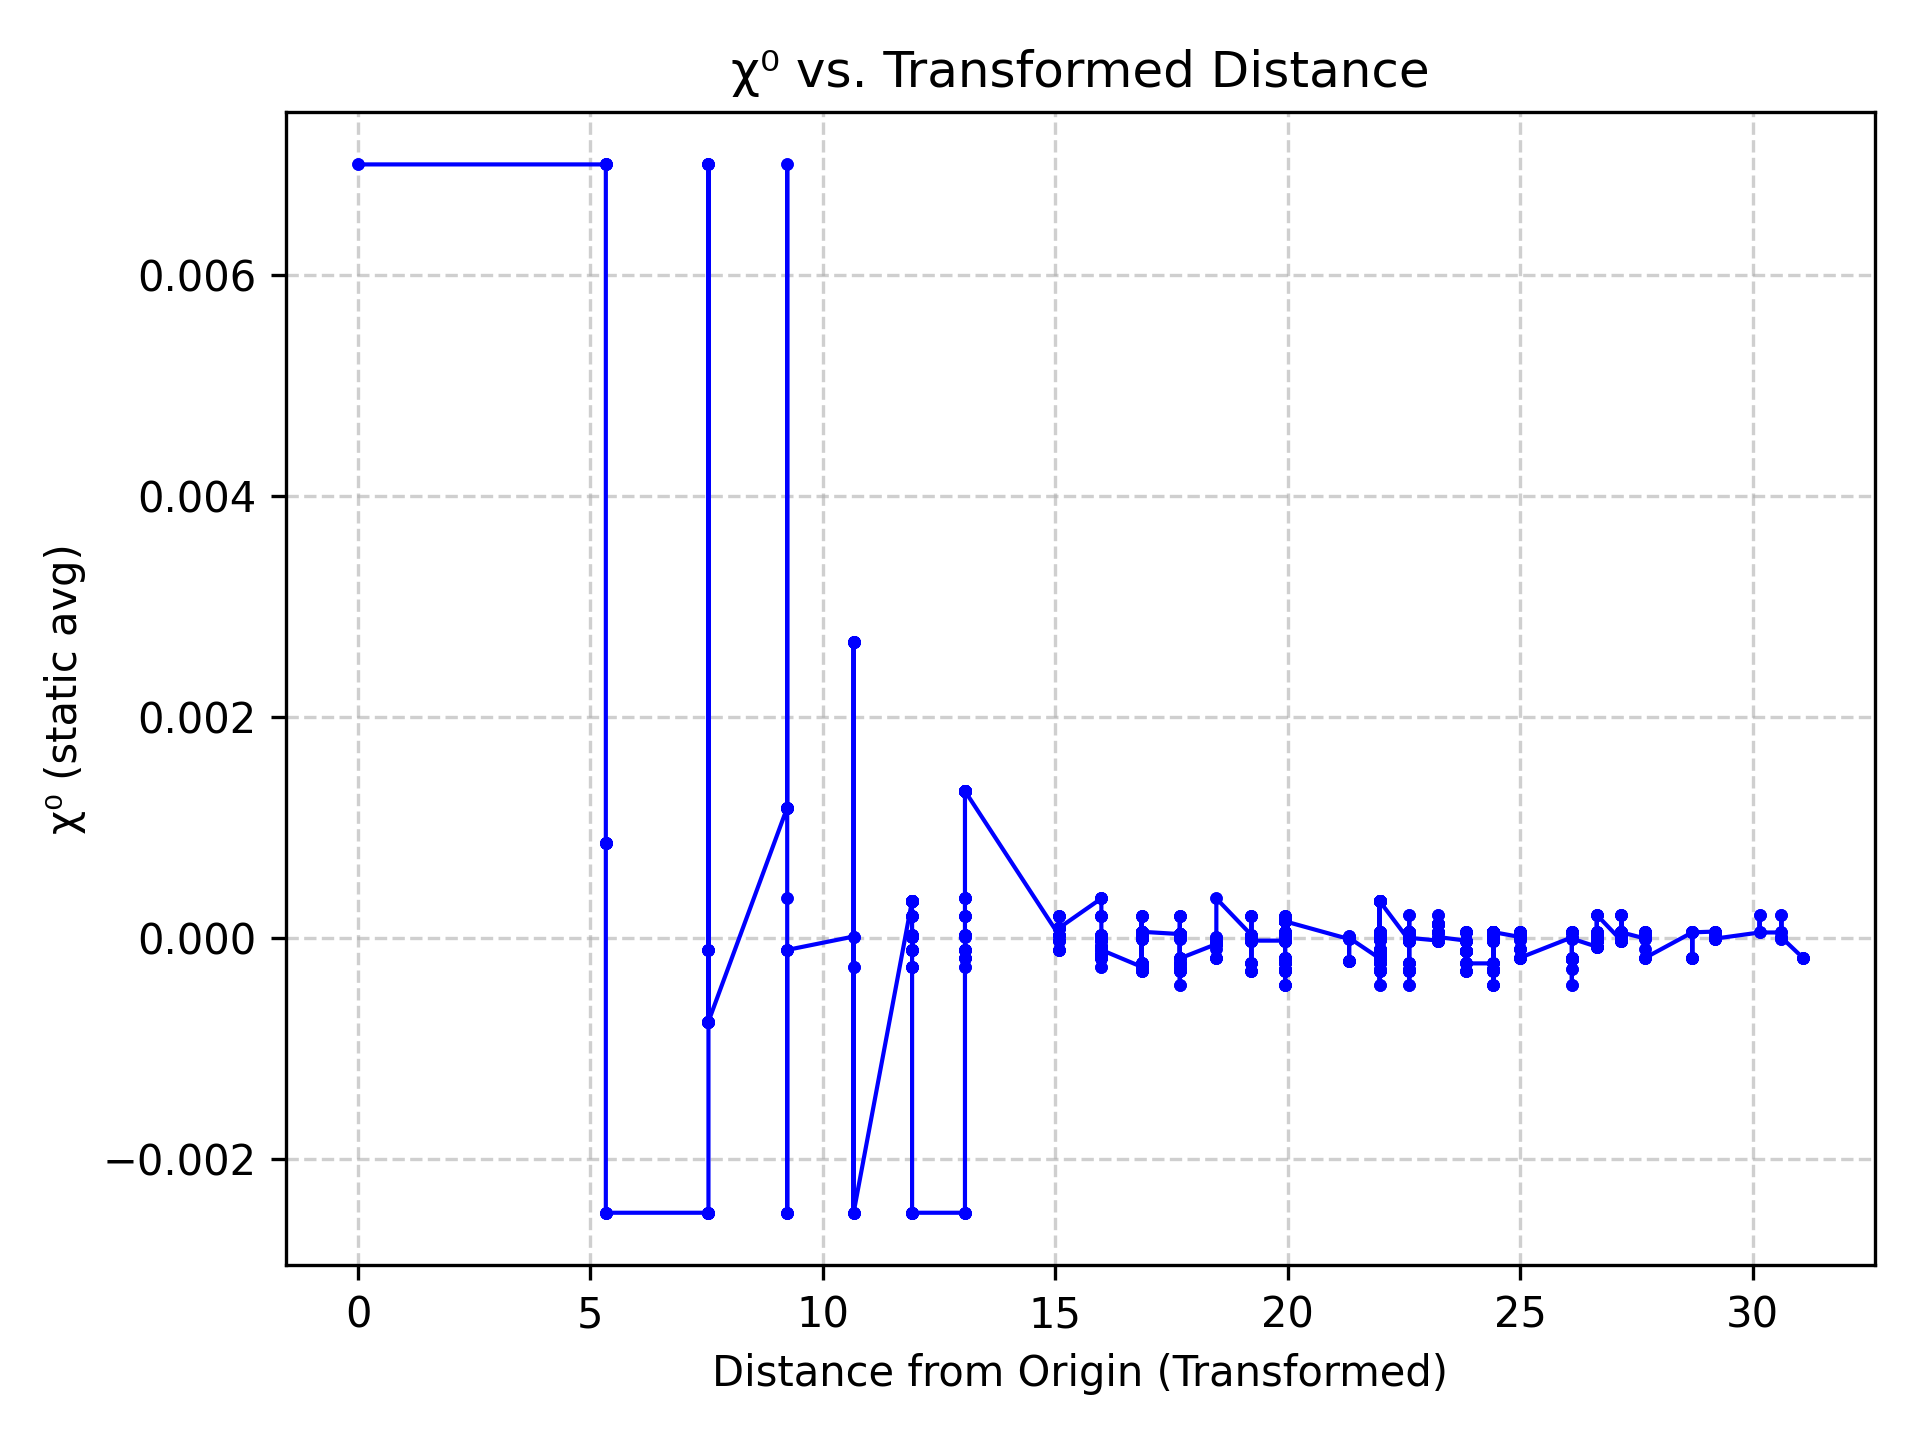 χ⁰ vs. Transformed Distance
χ⁰ (static avg)
0.006
0.004
0.002
0.000
−0.002
0 5 10 15 20 25 30
Distance from Origin (Transformed)